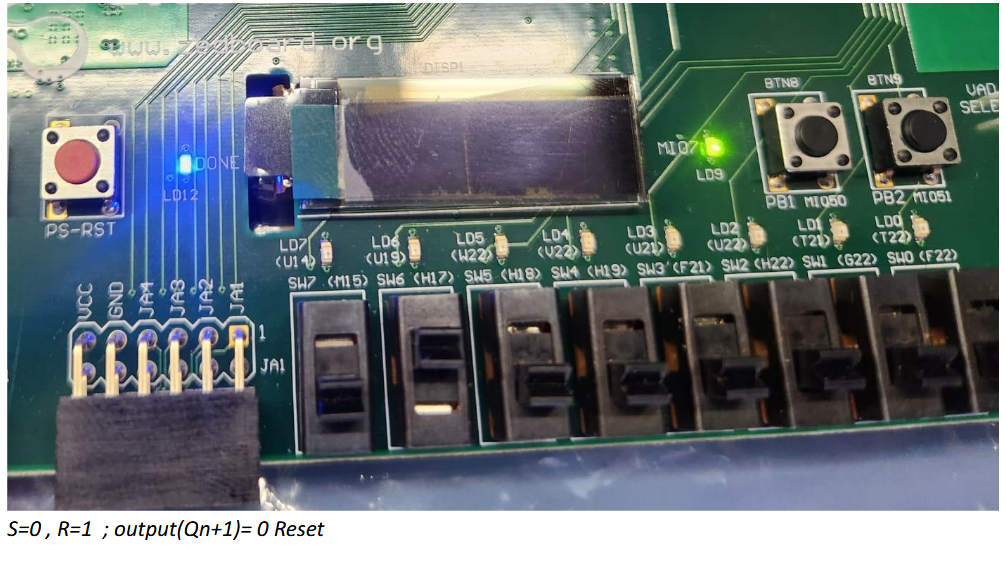 www.zedboard.org
DISP1
BTN8
BTN9
PS-RST
DONE
LD12
MIO7
LD9
PB1 MIO50
PB2 MIO51
LD7
(U14)
LD6
(U19)
LD5
(W22)
LD4
(V22)
LD3
(U21)
LD2
(U22)
LD1
(T21)
LD0
(T22)
SW7 (M15)
SW6 (H17)
SW5 (H18)
SW4 (H19)
SW3 (F21)
SW2 (H22)
SW1 (G22)
SW0 (F22)
VCC
GND
JA4
JA3
JA2
JA1
1
JA1
S=0 , R=1 ; output(Qn+1)= 0 Reset